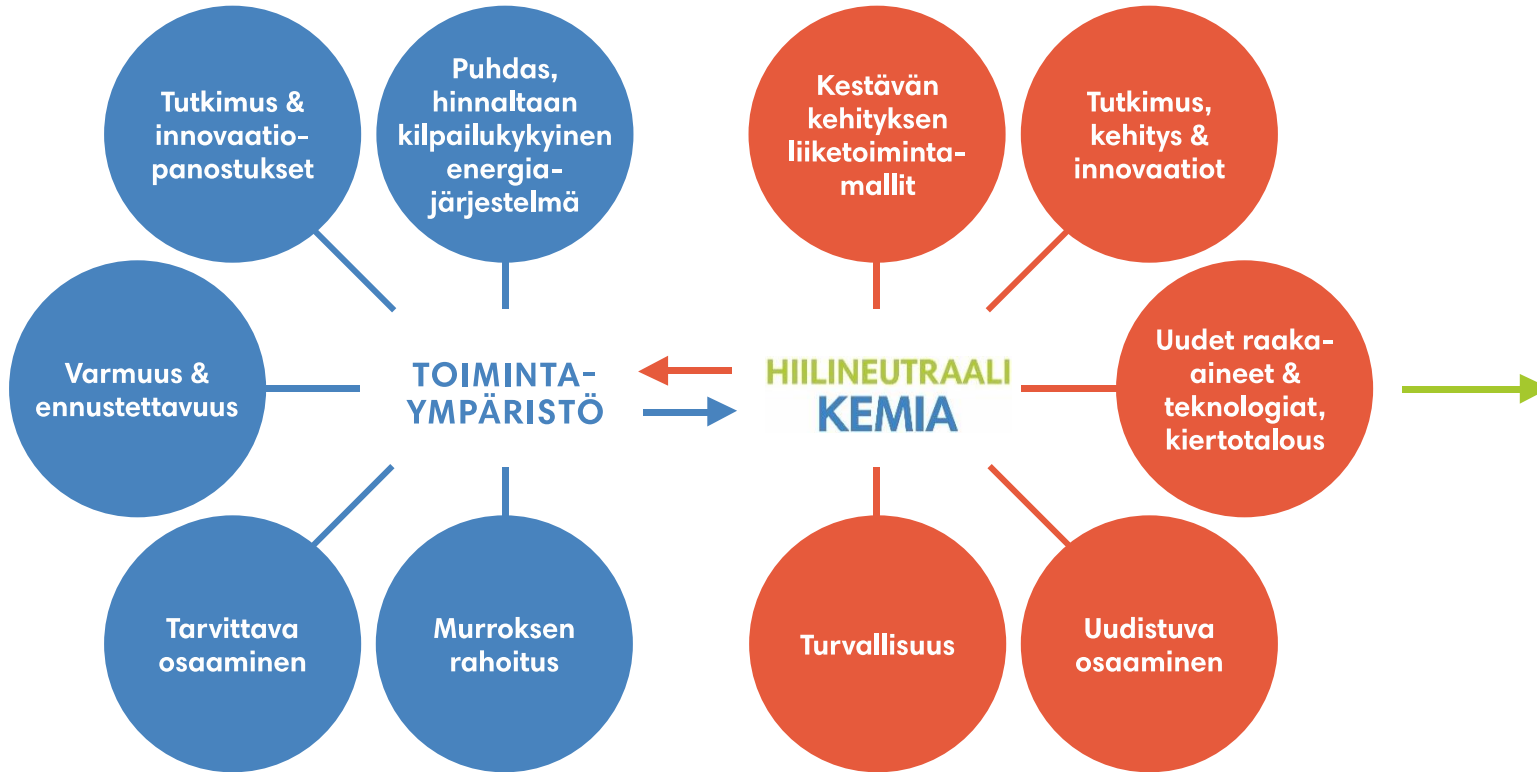 Tutkimus &
innovaatio-
panostukset
Puhdas,
hinnaltaan
kilpailukykyinen
energia-
järjestelmä
Varmuus &
ennustettavuus
TOIMINTA-
YMPÄRISTÖ
Tarvittava
osaaminen
Murroksen
rahoitus
Kestävän
kehityksen
liiketoiminta-
mallit
Tutkimus,
kehitys &
innovaatiot
HIILINEUTRAALI
KEMIA
Uudet raaka-
aineet &
teknologiat,
kiertotalous
Turvallisuus
Uudistuva
osaaminen